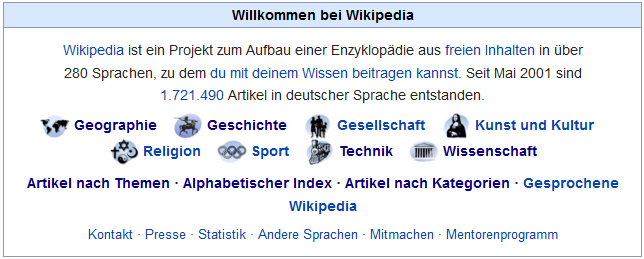 Willkommen bei Wikipedia
Wikipedia ist ein Projekt zum Aufbau einer Enzyklopädie aus freien Inhalten in über
280 Sprachen, zu dem du mit deinem Wissen beitragen kannst. Seit Mai 2001 sind
1.721.490 Artikel in deutscher Sprache entstanden.
Geographie Geschichte Gesellschaft Kunst und Kultur
Religion Sport Technik Wissenschaft
Artikel nach Themen · Alphabetischer Index · Artikel nach Kategorien · Gesprochene
Wikipedia
Kontakt · Presse · Statistik · Andere Sprachen · Mitmachen · Mentorenprogramm